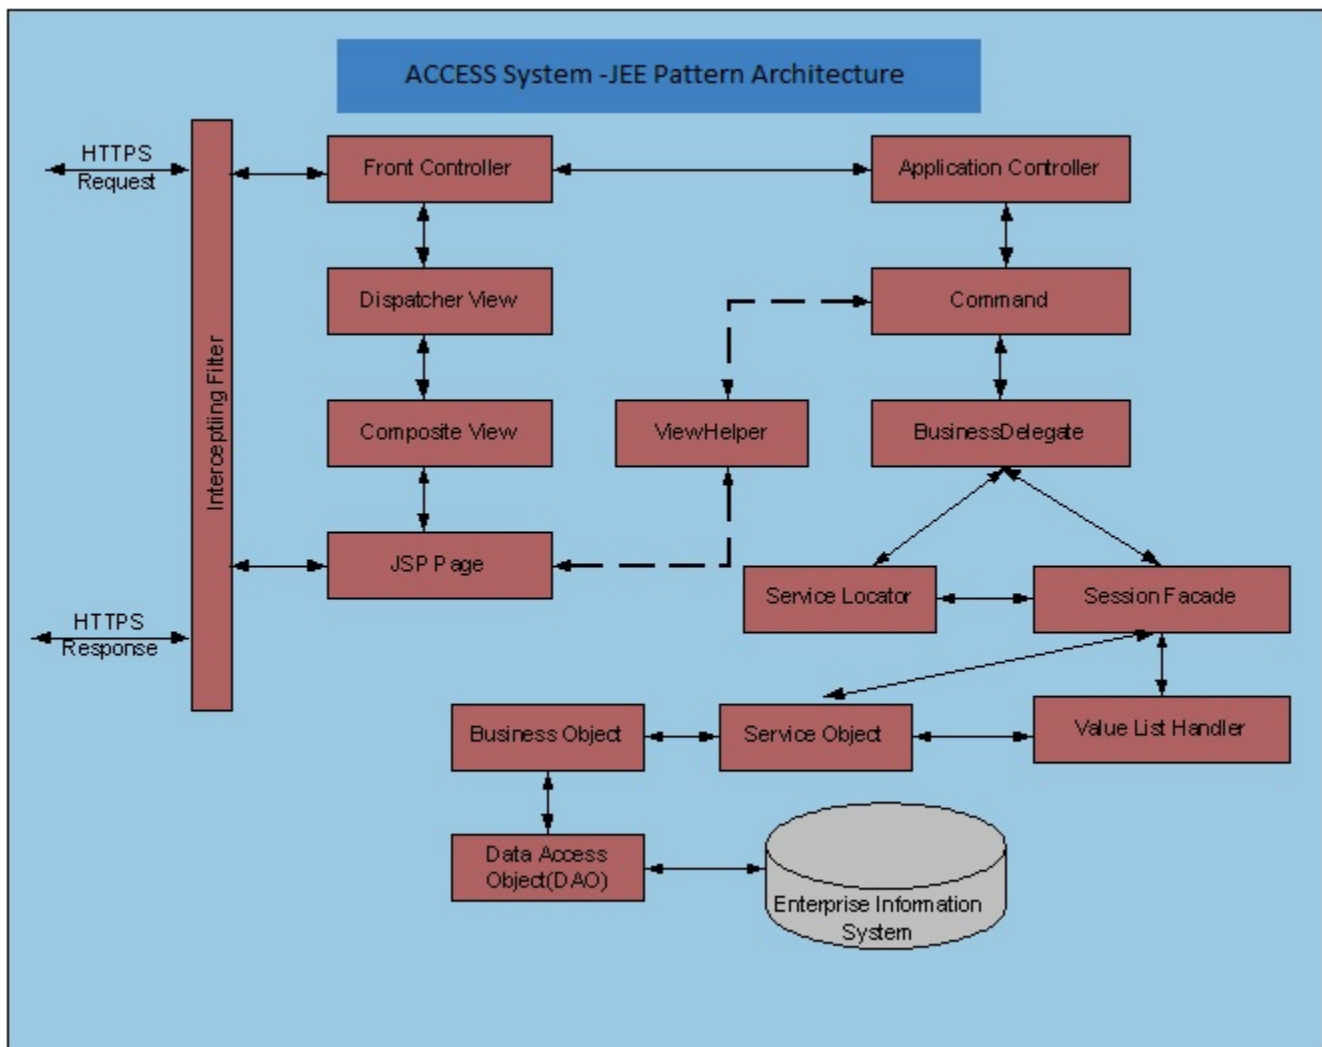 ACCESS System -JEE Pattern Architecture
HTTPS
Request
Front Controller
Application Controller
Dispatcher View
Command
Interceptiing Filter
Composite View
ViewHelper
BusinessDelegate
JSP Page
Service Locator
Session Facade
HTTPS
Response
Business Object
Service Object
Value List Handler
Data Access
Object(DAO)
Enterprise Information
System